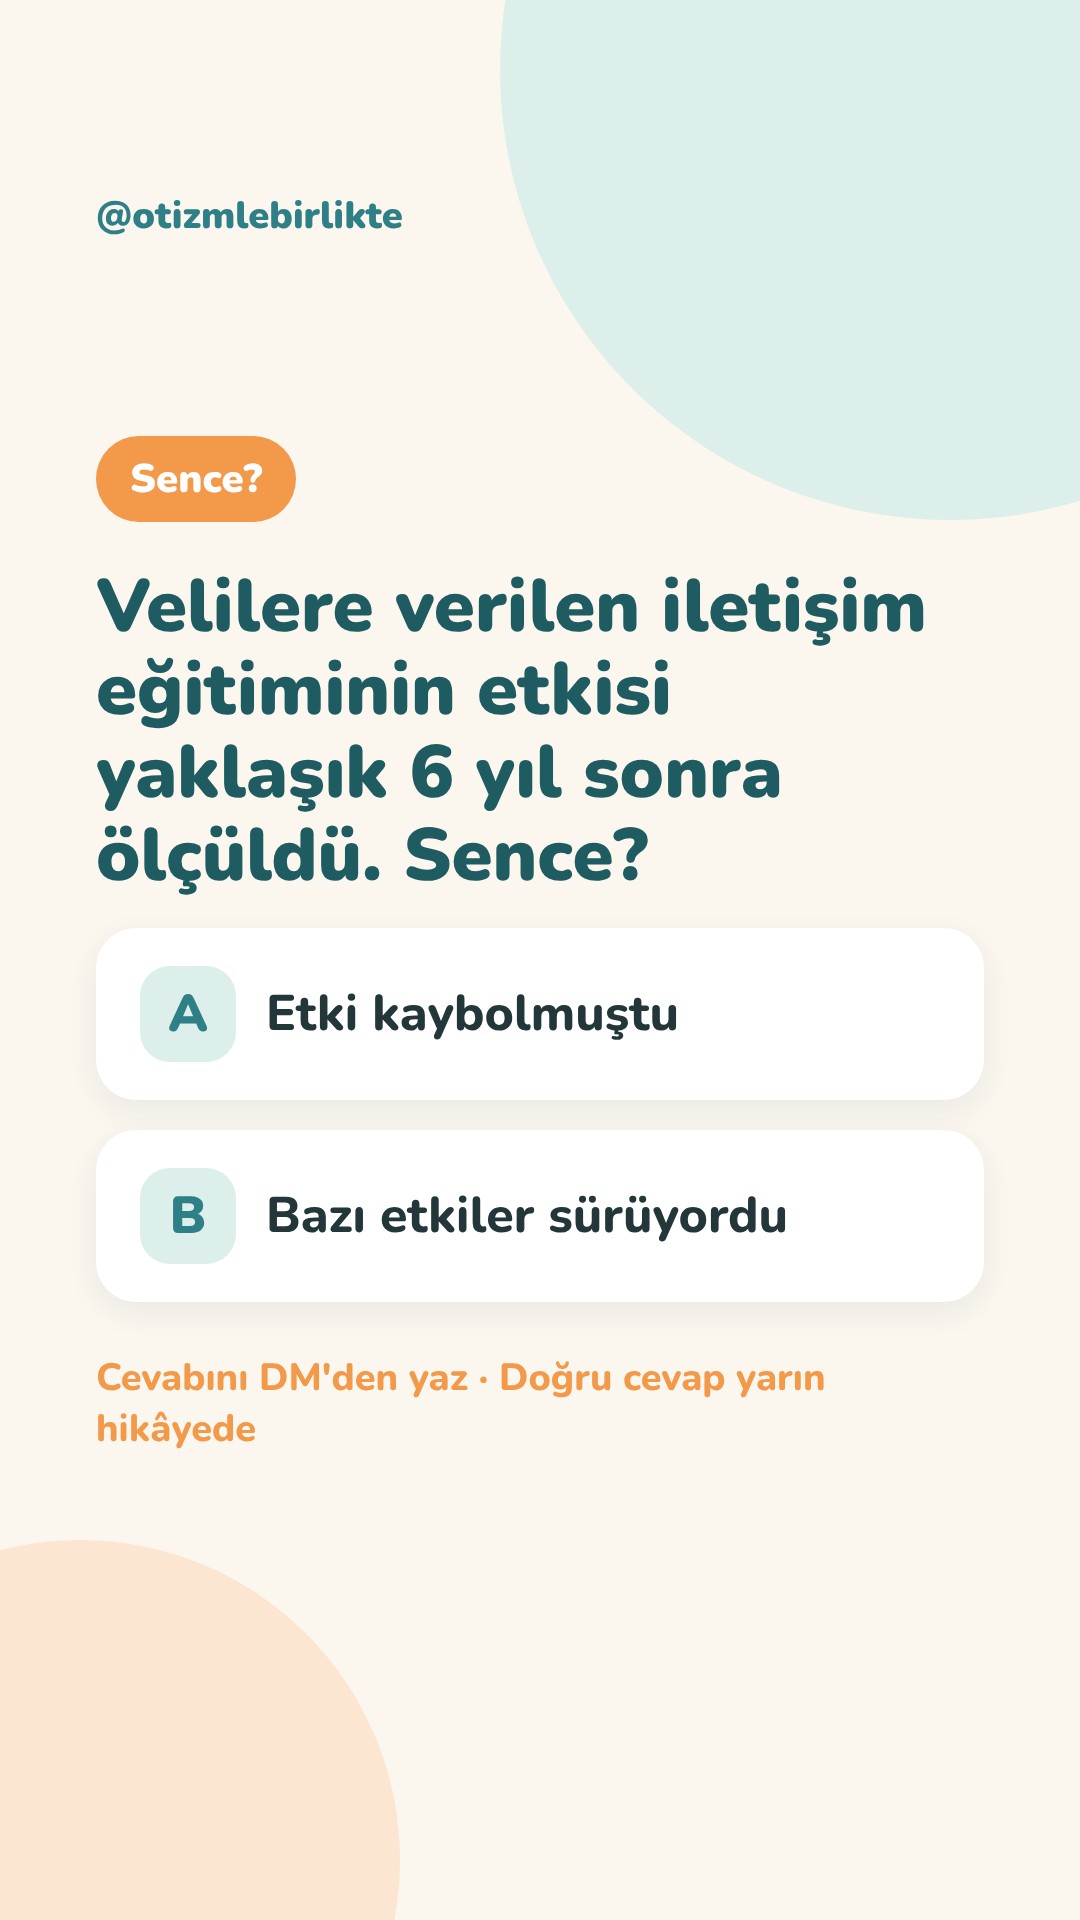 @otizmlebirlikte
Sence?
Velilere verilen iletişim
eğitiminin etkisi
yaklaşık 6 yıl sonra
ölçüldü. Sence?
A Etki kaybolmuştu
B Bazı etkiler sürüyordu
Cevabını DM'den yaz · Doğru cevap yarın
hikâyede